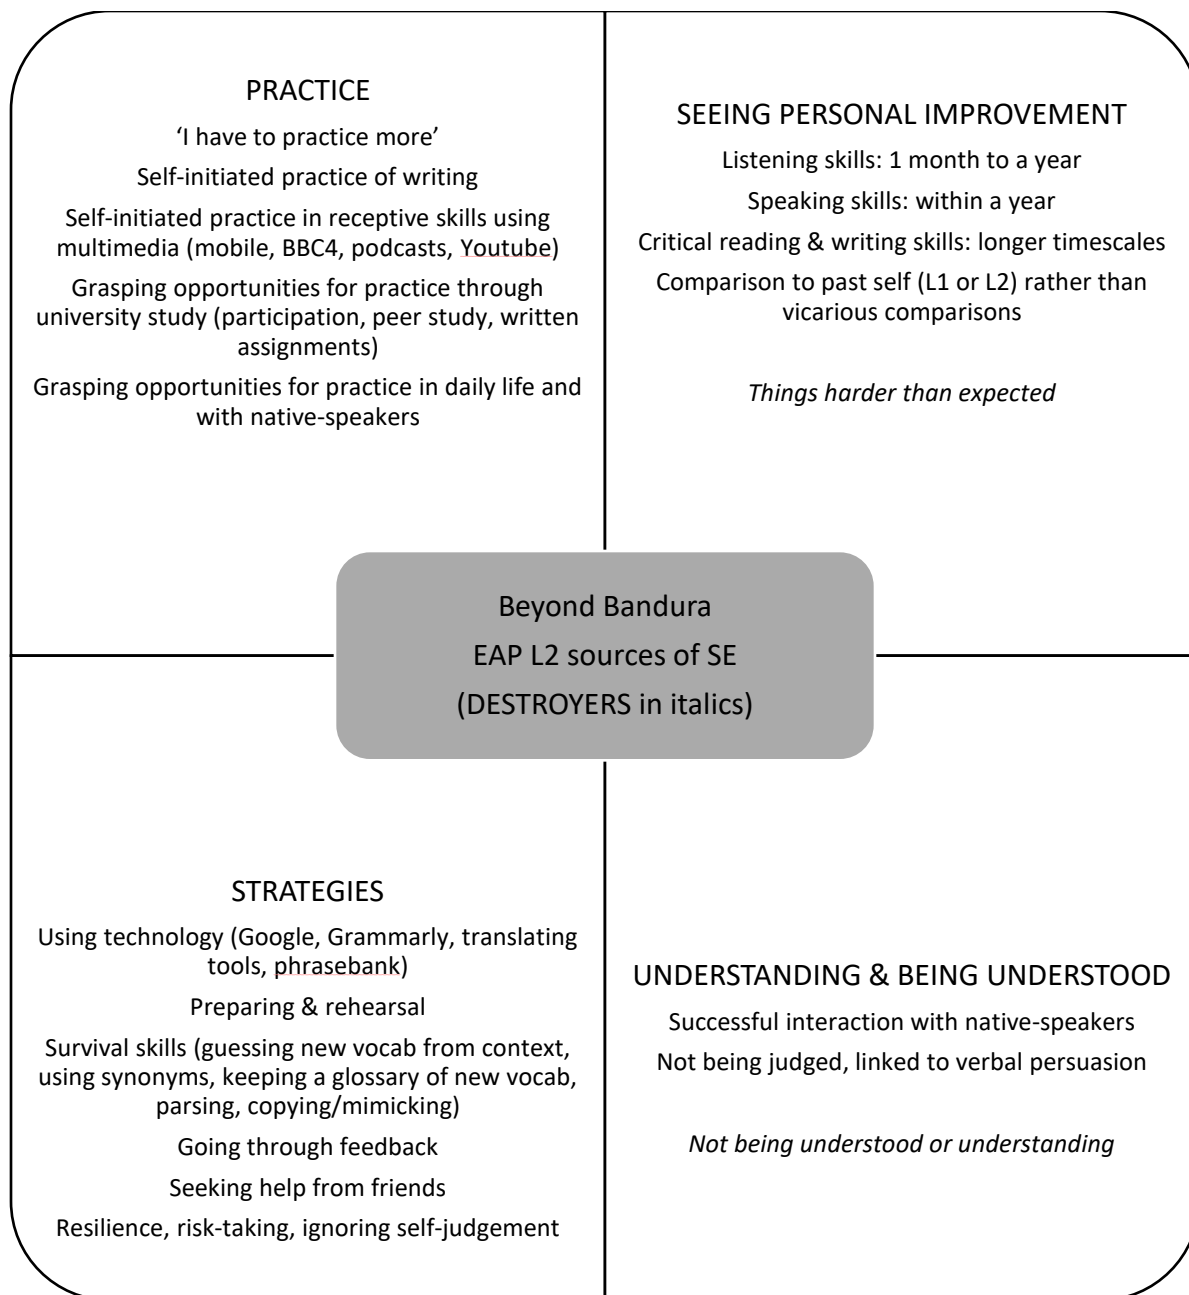 PRACTICE
‘I have to practice more’
Self-initiated practice of writing
Self-initiated practice in receptive skills using
multimedia (mobile, BBC4, podcasts, Youtube)
Grasping opportunities for practice through
university study (participation, peer study, written
assignments)
Grasping opportunities for practice in daily life and
with native-speakers
SEEING PERSONAL IMPROVEMENT
Listening skills: 1 month to a year
Speaking skills: within a year
Critical reading & writing skills: longer timescales
Comparison to past self (L1 or L2) rather than
vicarious comparisons
Things harder than expected
Beyond Bandura
EAP L2 sources of SE
(DESTROYERS in italics)
STRATEGIES
Using technology (Google, Grammarly, translating
tools, phrasebank)
Preparing & rehearsal
Survival skills (guessing new vocab from context,
using synonyms, keeping a glossary of new vocab,
parsing, copying/mimicking)
Going through feedback
Seeking help from friends
Resilience, risk-taking, ignoring self-judgement
UNDERSTANDING & BEING UNDERSTOOD
Successful interaction with native-speakers
Not being judged, linked to verbal persuasion
Not being understood or understanding